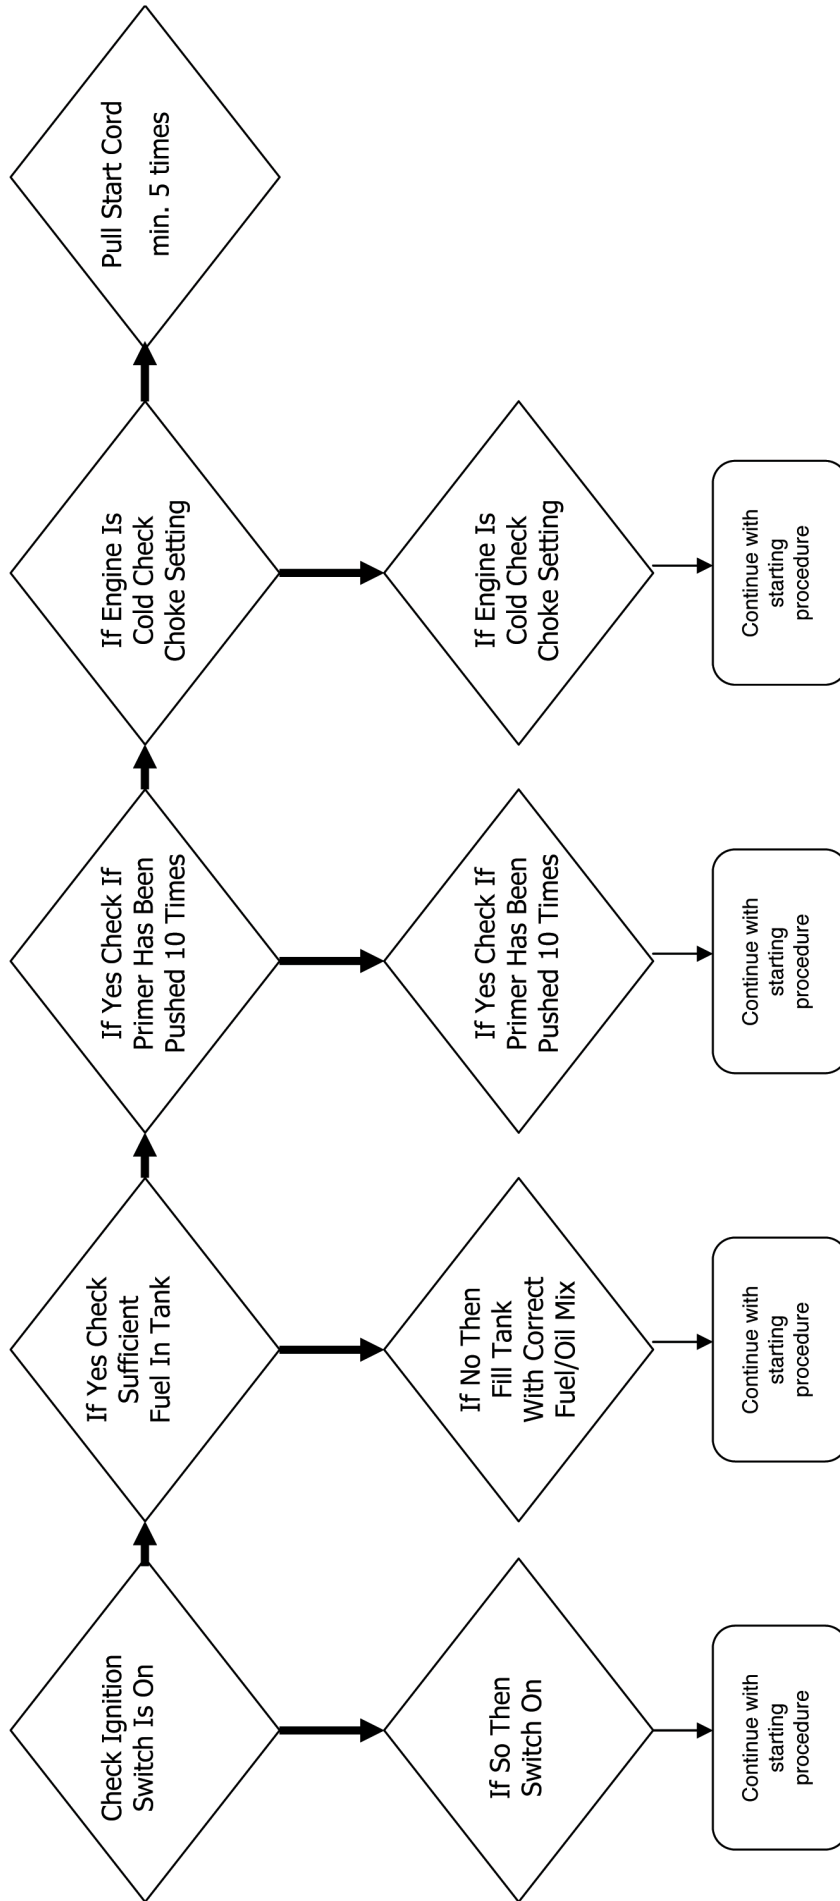 Check Ignition
Switch Is On
If Yes Check
Sufficient
Fuel In Tank
If Yes Check If
Primer Has Been
Pushed 10 Times
If Engine Is
Cold Check
Choke Setting
Pull Start Cord
min. 5 times
If So Then
Switch On
If No Then
Fill Tank
With Correct
Fuel/Oil Mix
If Yes Check If
Primer Has Been
Pushed 10 Times
If Engine Is
Cold Check
Choke Setting
Continue with
starting
procedure
Continue with
starting
procedure
Continue with
starting
procedure
Continue with
starting
procedure